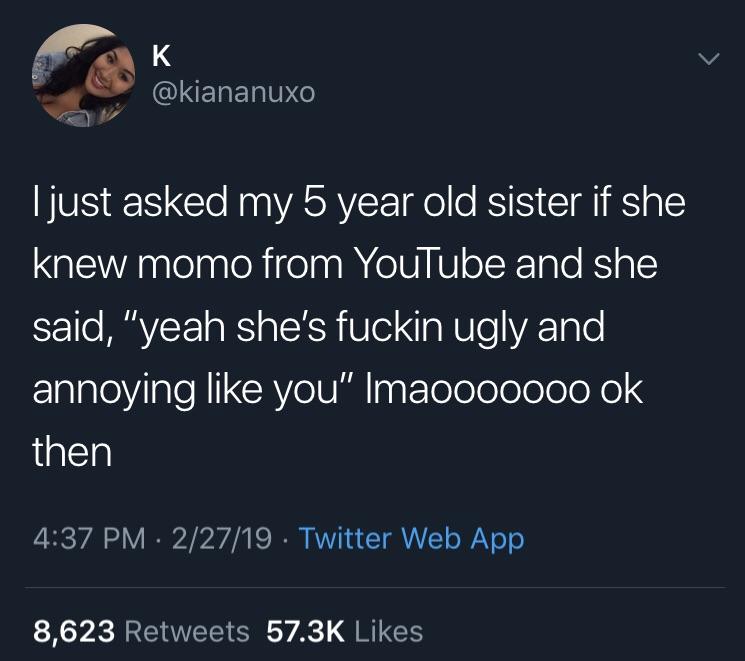 K
@kiananuxo
I just asked my 5 year old sister if she
knew momo from YouTube and she
said, “yeah she’s fuckin ugly and
annoying like you” lmaooooooo ok
then
4:37 PM · 2/27/19 · Twitter Web App
8,623 Retweets 57.3K Likes